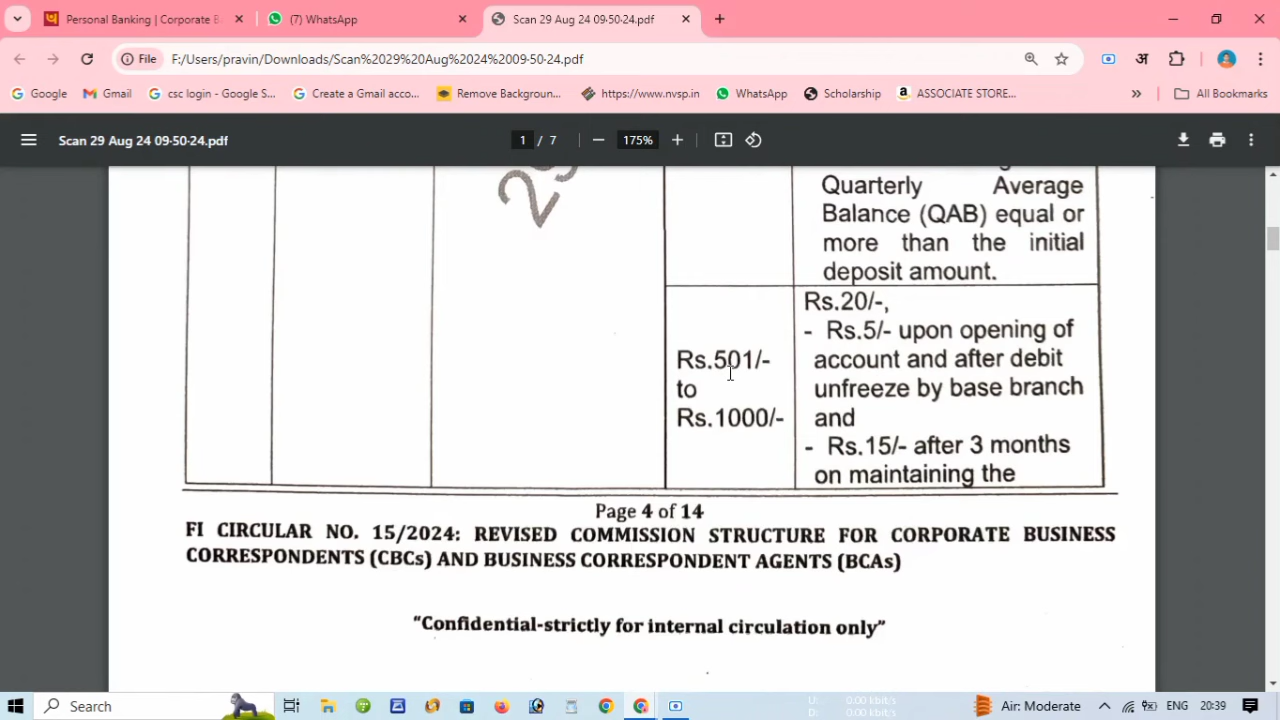 Personal Banking | Corporate B
(7) WhatsApp
Scan 29 Aug 24 09-50-24.pdf
File
F:/Users/pravin/Downloads/Scan%2029%20Aug%2024%2009-50-24.pdf
अ
Google
Gmail
csc login - Google S...
Create a Gmail acco...
Remove Backgroun...
https://www.nvsp.in
WhatsApp
Scholarship
ASSOCIATE STORE...
All Bookmarks
Scan 29 Aug 24 09-50-24.pdf
1 / 7
175%
Quarterly Average
Balance (QAB) equal or
more than the initial
deposit amount.
Rs.501/-
to
Rs.1000/-
Rs.20/-,
- Rs.5/- upon opening of
account and after debit
unfreeze by base branch
and
- Rs.15/- after 3 months
on maintaining the
Page 4 of 14
FI CIRCULAR NO. 15/2024: REVISED COMMISSION STRUCTURE FOR CORPORATE BUSINESS
CORRESPONDENTS (CBCs) AND BUSINESS CORRESPONDENT AGENTS (BCAs)
"Confidential-strictly for internal circulation only"
Search
U: 0.00 kbit/s
D: 0.00 kbit/s
Air: Moderate
ENG
20:39